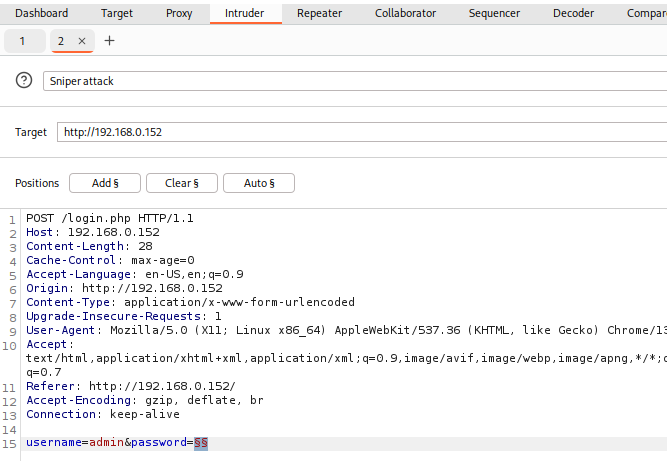 Dashboard Target Proxy Intruder Repeater Collaborator Sequencer Decoder
1 2 × +
? Sniper attack
Target http://192.168.0.152
Positions Add § Clear § Auto §
1 POST /login.php HTTP/1.1
2 Host: 192.168.0.152
3 Content-Length: 28
4 Cache-Control: max-age=0
5 Accept-Language: en-US,en;q=0.9
6 Origin: http://192.168.0.152
7 Content-Type: application/x-www-form-urlencoded
8 Upgrade-Insecure-Requests: 1
9 User-Agent: Mozilla/5.0 (X11; Linux x86_64) AppleWebKit/537.36 (KHTML, like Gecko)
10 Accept:
text/html,application/xhtml+xml,application/xml;q=0.9,image/avif,image/webp,image/apng,*/*;
q=0.7
11 Referer: http://192.168.0.152/
12 Accept-Encoding: gzip, deflate, br
13 Connection: keep-alive
14
15 username=admin&password=§§